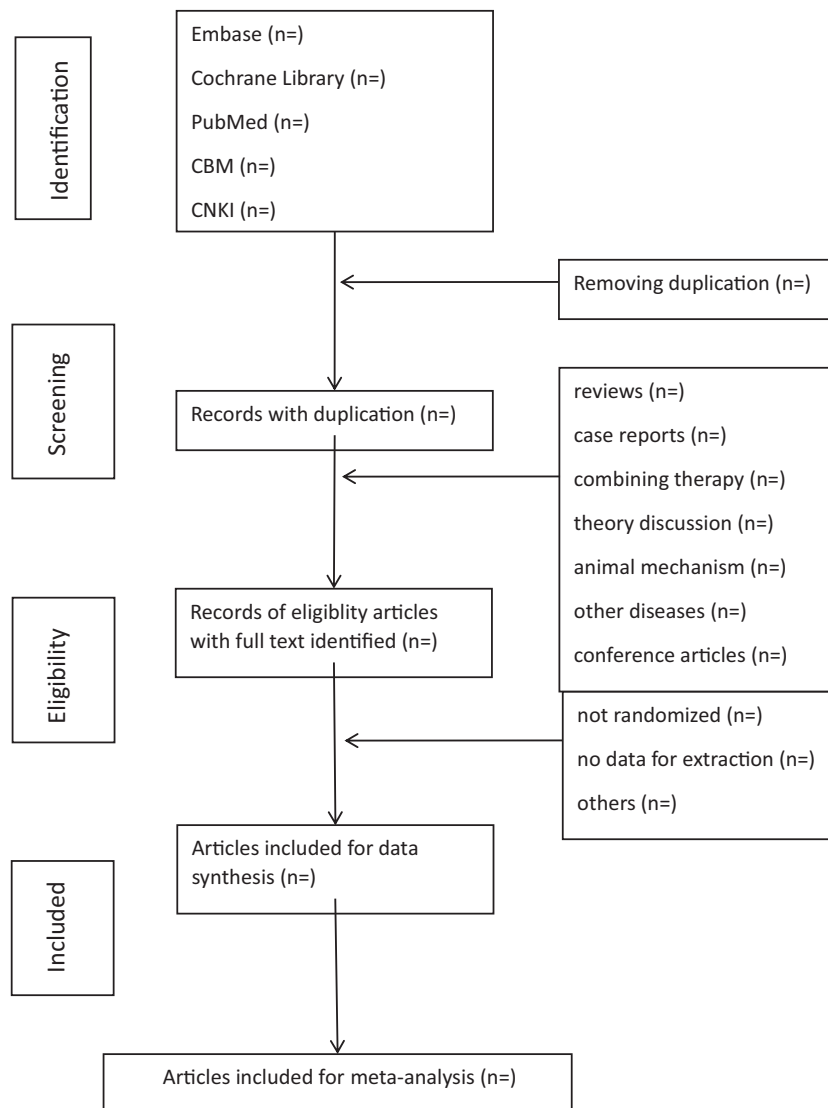 Identification
Embase (n=)
Cochrane Library (n=)
PubMed (n=)
CBM (n=)
CNKI (n=)
Removing duplication (n=)
Screening
Records with duplication (n=)
reviews (n=)
case reports (n=)
combining therapy (n=)
theory discussion (n=)
animal mechanism (n=)
other diseases (n=)
conference articles (n=)
Eligibility
Records of eligiblity articles
with full text identified (n=)
not randomized (n=)
no data for extraction (n=)
others (n=)
Included
Articles included for data
synthesis (n=)
Articles included for meta-analysis (n=)